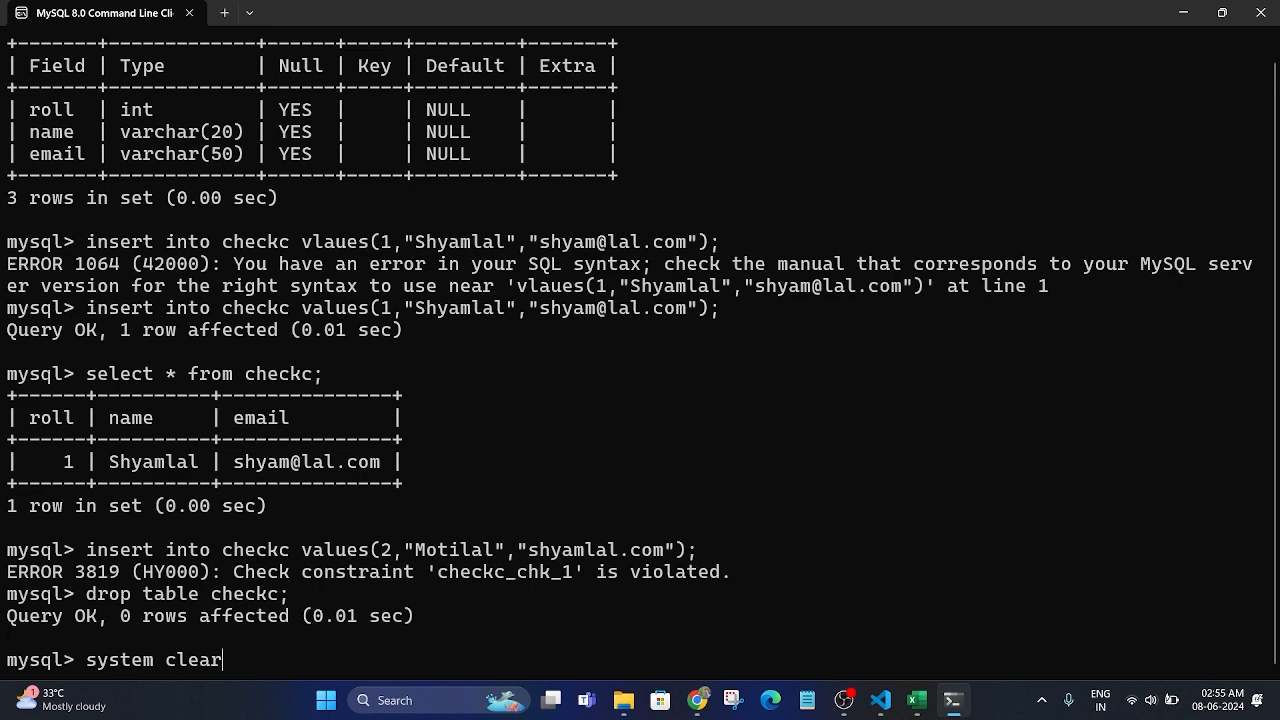 MySQL 8.0 Command Line Cli
+-------+-------------+------+-----+---------+-------+
| Field | Type        | Null | Key | Default | Extra |
+-------+-------------+------+-----+---------+-------+
| roll  | int         | YES  |     | NULL    |       |
| name  | varchar(20) | YES  |     | NULL    |       |
| email | varchar(50) | YES  |     | NULL    |       |
+-------+-------------+------+-----+---------+-------+
3 rows in set (0.00 sec)
mysql> insert into checkc vlaues(1,"Shyamlal","shyam@lal.com");
ERROR 1064 (42000): You have an error in your SQL syntax; check the manual that corresponds to your MySQL serv
er version for the right syntax to use near 'vlaues(1,"Shyamlal","shyam@lal.com")' at line 1
mysql> insert into checkc values(1,"Shyamlal","shyam@lal.com");
Query OK, 1 row affected (0.01 sec)
mysql> select * from checkc;
+------+----------+---------------+
| roll | name     | email         |
+------+----------+---------------+
|    1 | Shyamlal | shyam@lal.com |
+------+----------+---------------+
1 row in set (0.00 sec)
mysql> insert into checkc values(2,"Motilal","shyamlal.com");
ERROR 3819 (HY000): Check constraint 'checkc_chk_1' is violated.
mysql> drop table checkc;
Query OK, 0 rows affected (0.01 sec)
mysql> system clear
1
33°C
Mostly cloudy
Search
ENG
IN
02:55 AM
08-06-2024